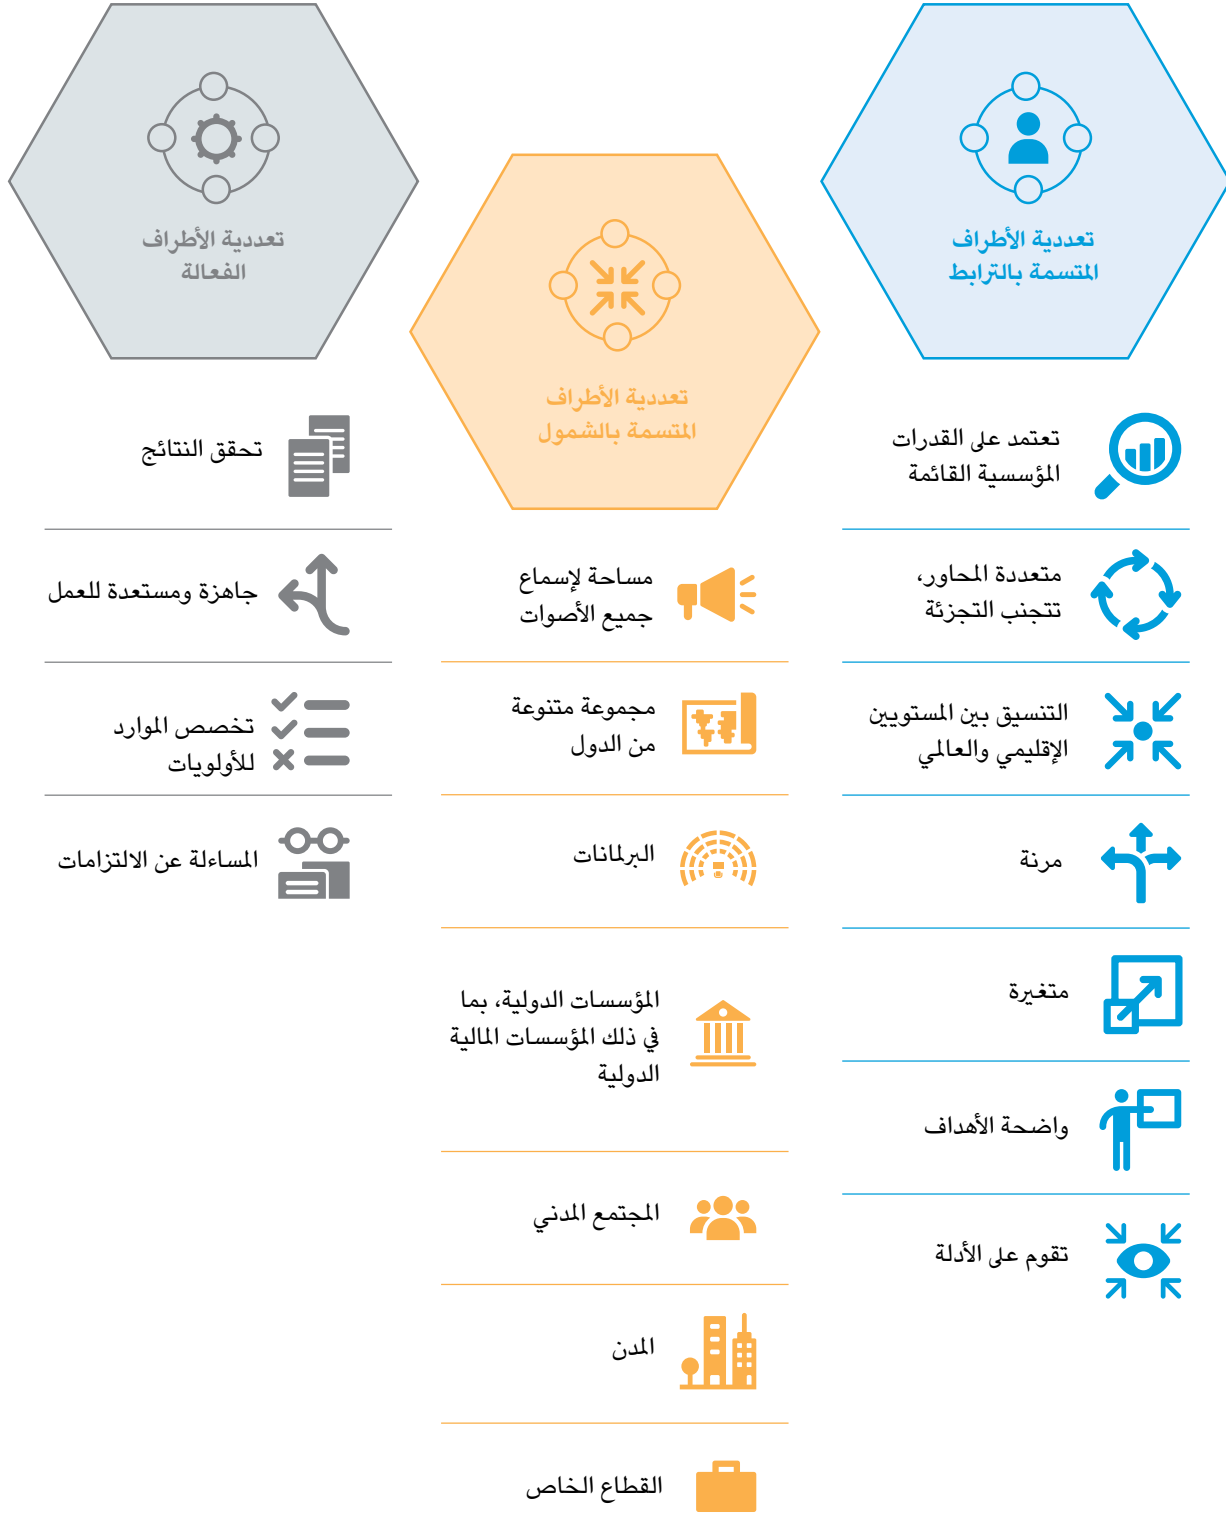 تعددية الأطراف
المتسمة بالترابط
تعتمد على القدرات
المؤسسية القائمة
متعددة المحاور،
تتجنب التجزئة
التنسيق بين المستويين
الإقليمي والعالمي
مرنة
متغيرة
واضحة الأهداف
تقوم على الأدلة
تعددية الأطراف
المتسمة بالشمول
مساحة لإسماع
جميع الأصوات
مجموعة متنوعة
من الدول
البرلمانات
المؤسسات الدولية، بما
في ذلك المؤسسات المالية
الدولية
المجتمع المدني
المدن
القطاع الخاص
تعددية الأطراف
الفعالة
تحقق النتائج
جاهزة ومستعدة للعمل
تخصص الموارد
للأولويات
المساءلة عن الالتزامات